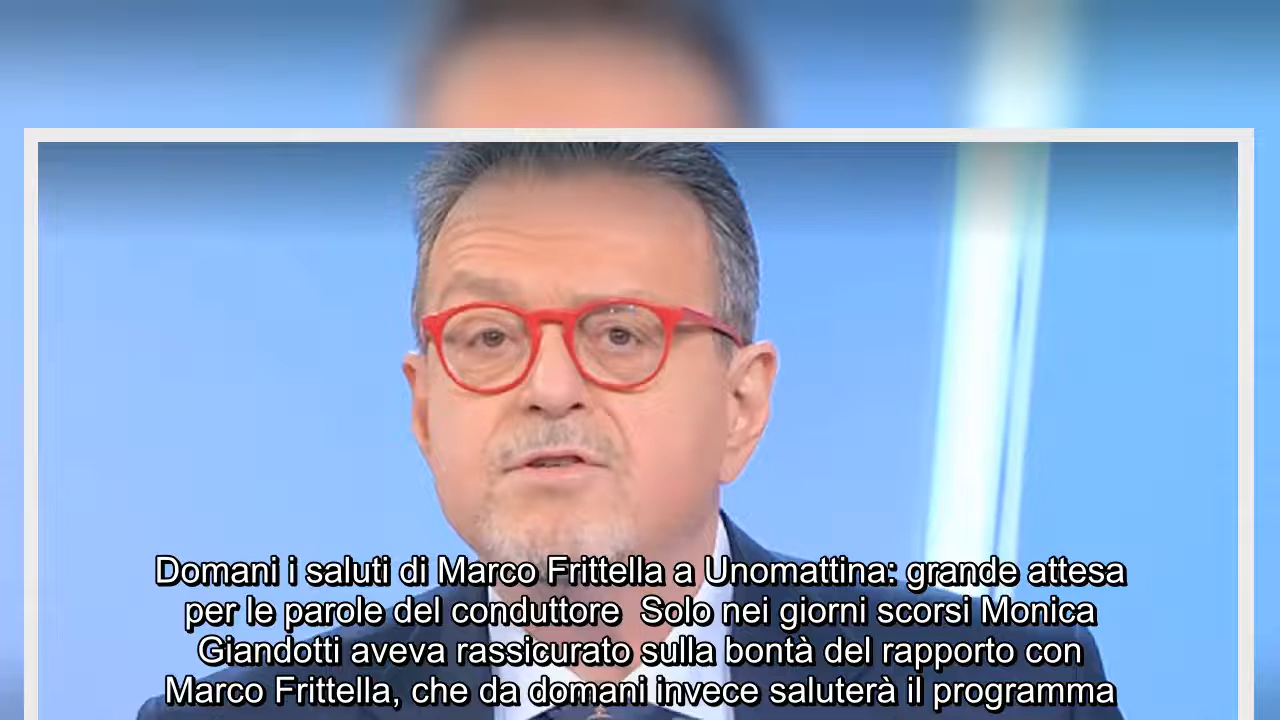 Domani i saluti di Marco Frittella a Unomattina: grande attesa
per le parole del conduttore  Solo nei giorni scorsi Monica
Giandotti aveva rassicurato sulla bontà del rapporto con
Marco Frittella, che da domani invece saluterà il programma